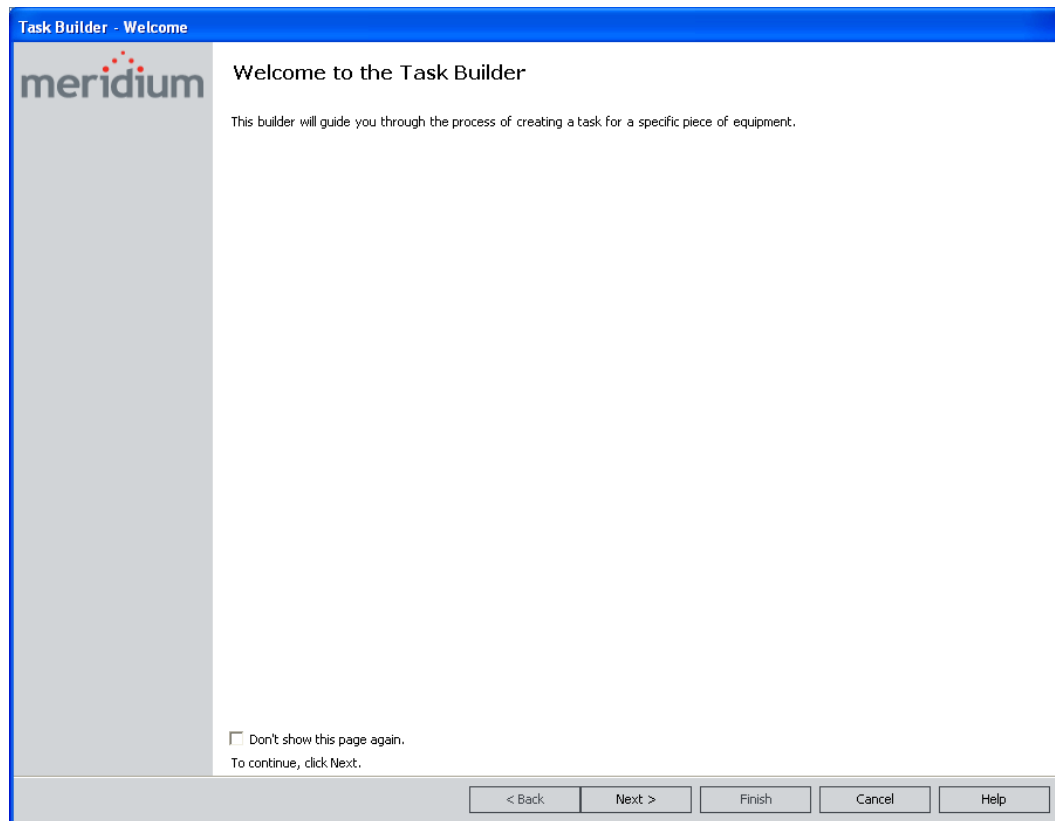 Task Builder - Welcome
meridium
Welcome to the Task Builder
This builder will guide you through the process of creating a task for a specific piece of equipment.
Don't show this page again.
To continue, click Next.
< Back Next > Finish Cancel Help